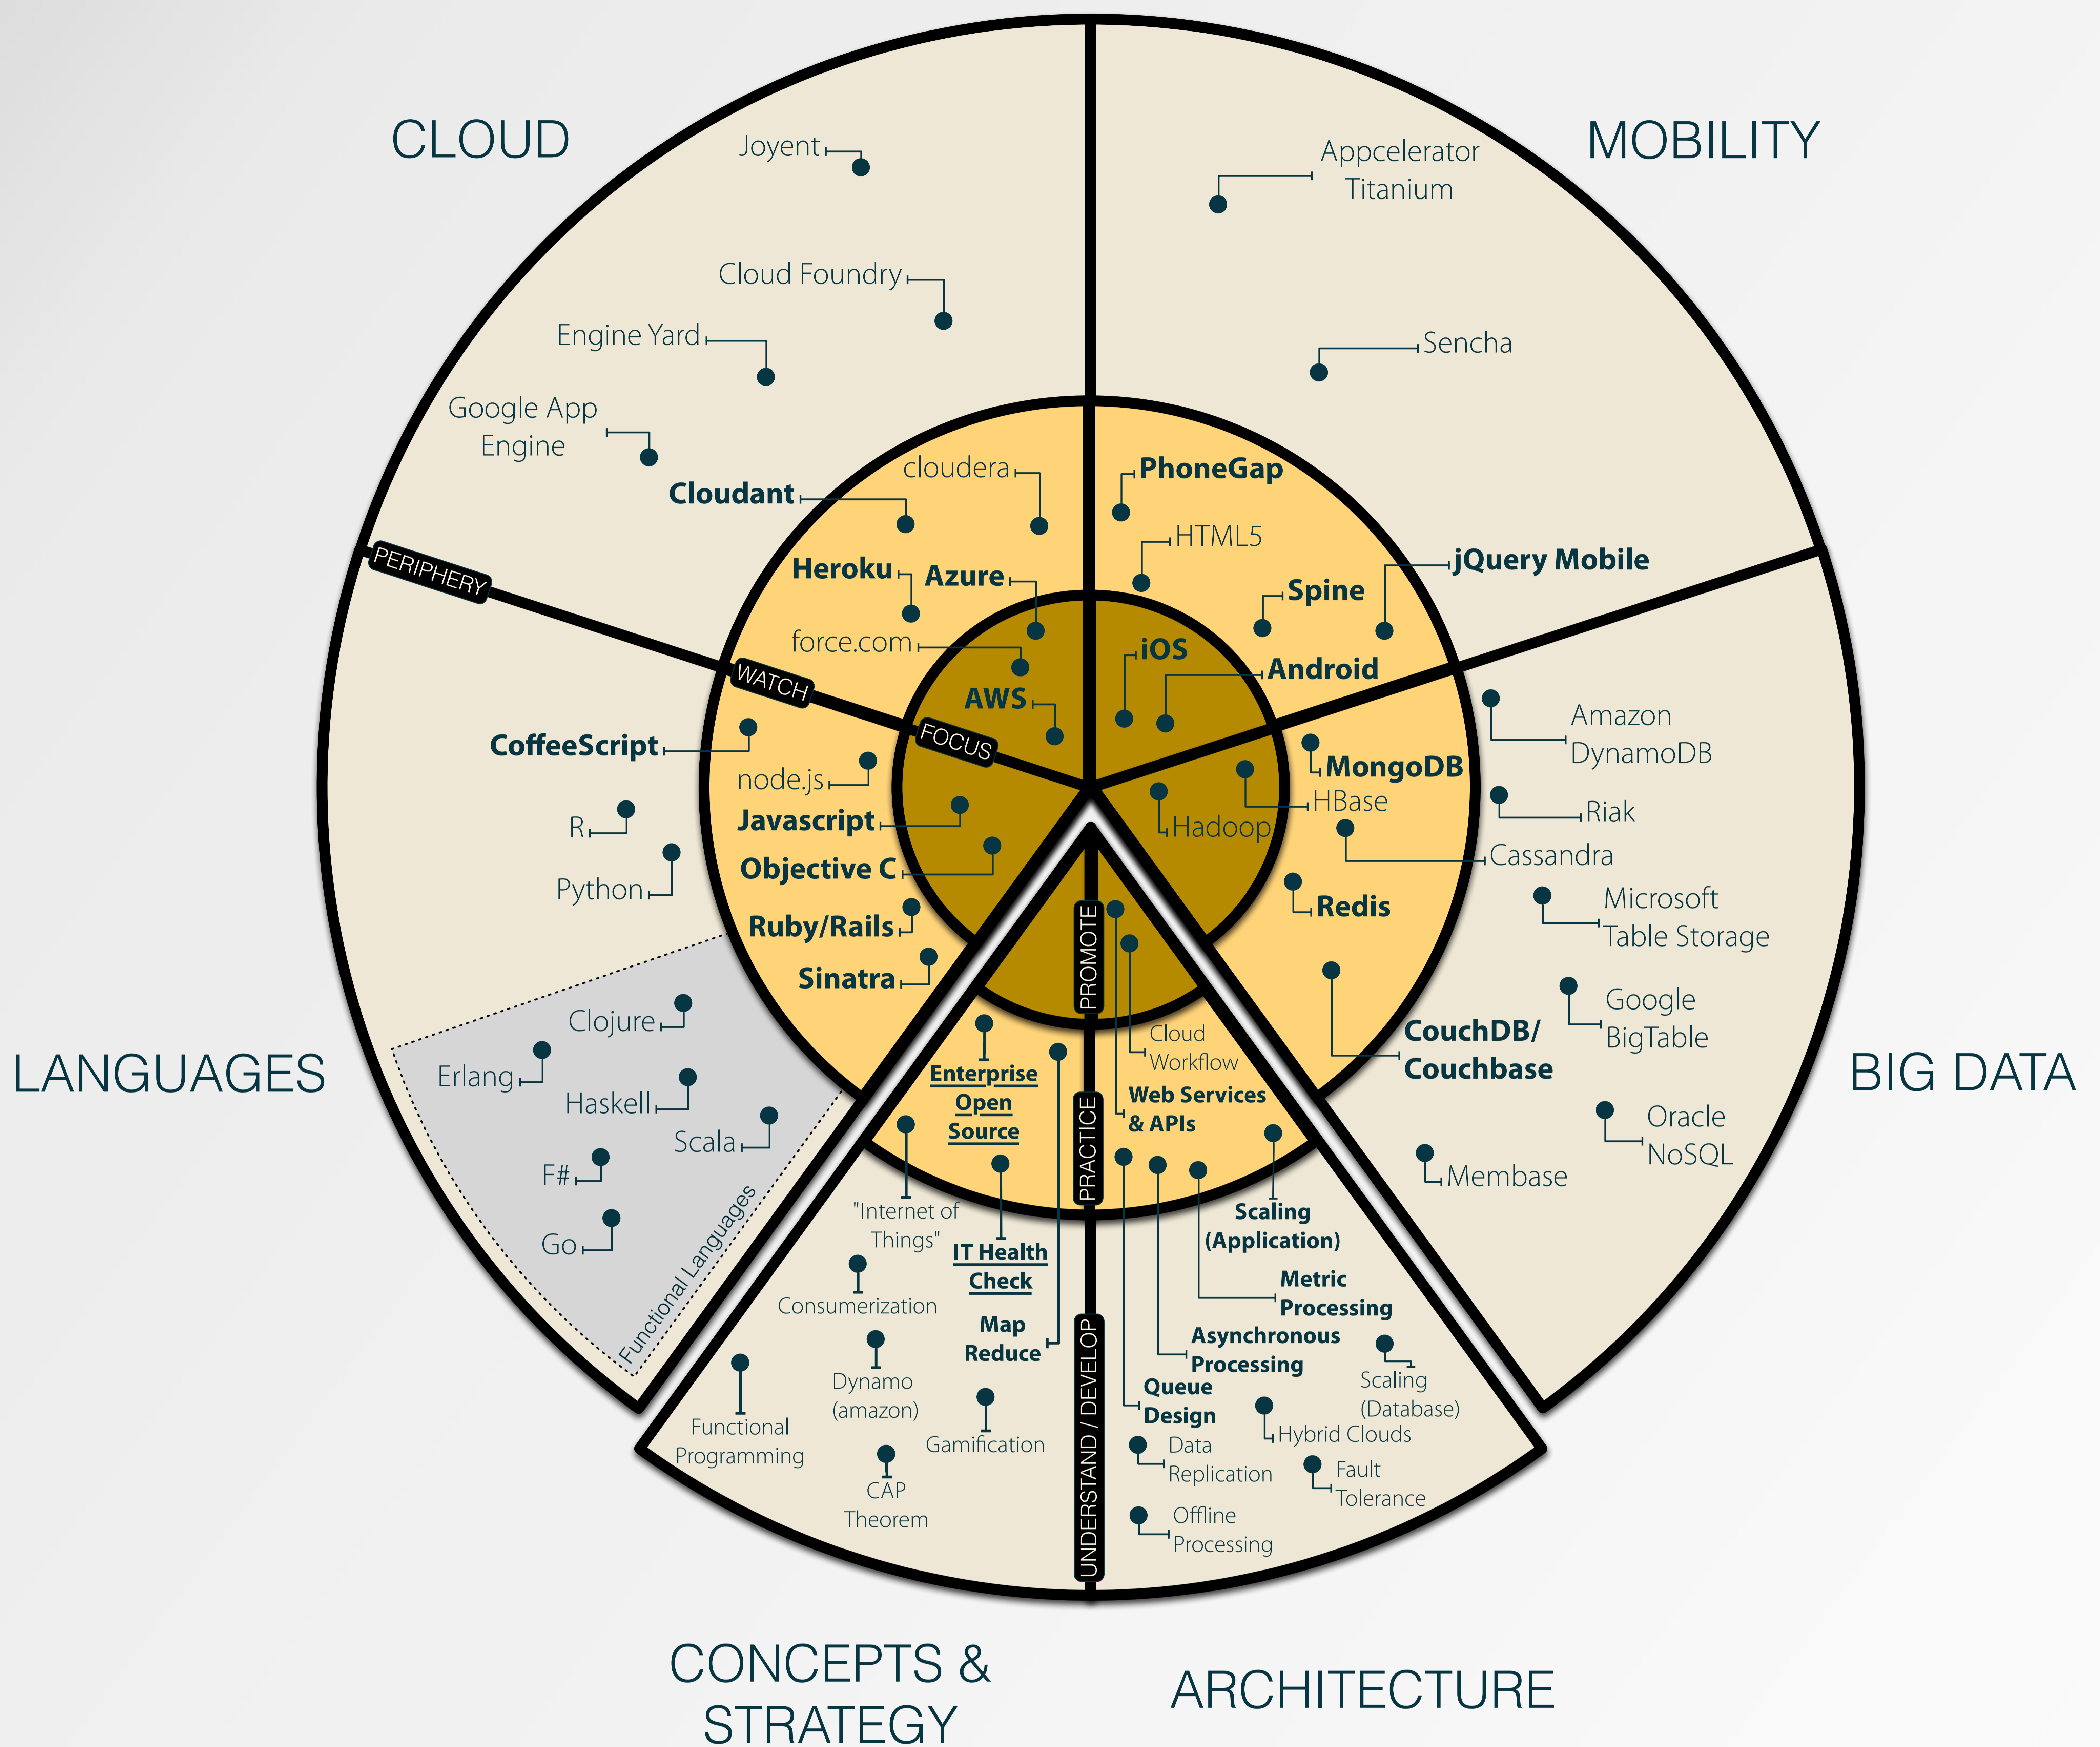 CLOUD
MOBILITY
Joyent
Appcelerator
Titanium
Cloud Foundry
Engine Yard
Sencha
Google App
Engine
cloudera
PhoneGap
Cloudant
HTML5
jQuery Mobile
PERIPHERY
Heroku
Azure
Spine
force.com
iOS
Android
WATCH
AWS
FOCUS
Amazon
DynamoDB
CoffeeScript
node.js
MongoDB
HBase
Riak
Javascript
Hadoop
R
Cassandra
Objective C
Python
Microsoft
Table Storage
Ruby/Rails
Redis
Sinatra
PROMOTE
Google
BigTable
Clojure
Cloud
Workflow
CouchDB/
Couchbase
LANGUAGES
BIG DATA
Erlang
Enterprise
Open
Source
Haskell
Web Services
& APIs
Scala
PRACTICE
Oracle
NoSQL
F#
Membase
Go
Functional Languages
"Internet of
Things"
Scaling
(Application)
IT Health
Check
Consumerization
Metric
Processing
Map
Reduce
Asynchronous
Processing
Dynamo
(amazon)
Scaling
(Database)
Queue
Design
Functional
Programming
Gamification
UNDERSTAND / DEVELOP
Hybrid Clouds
Data
Replication
Fault
Tolerance
CAP
Theorem
Offline
Processing
CONCEPTS &
STRATEGY
ARCHITECTURE